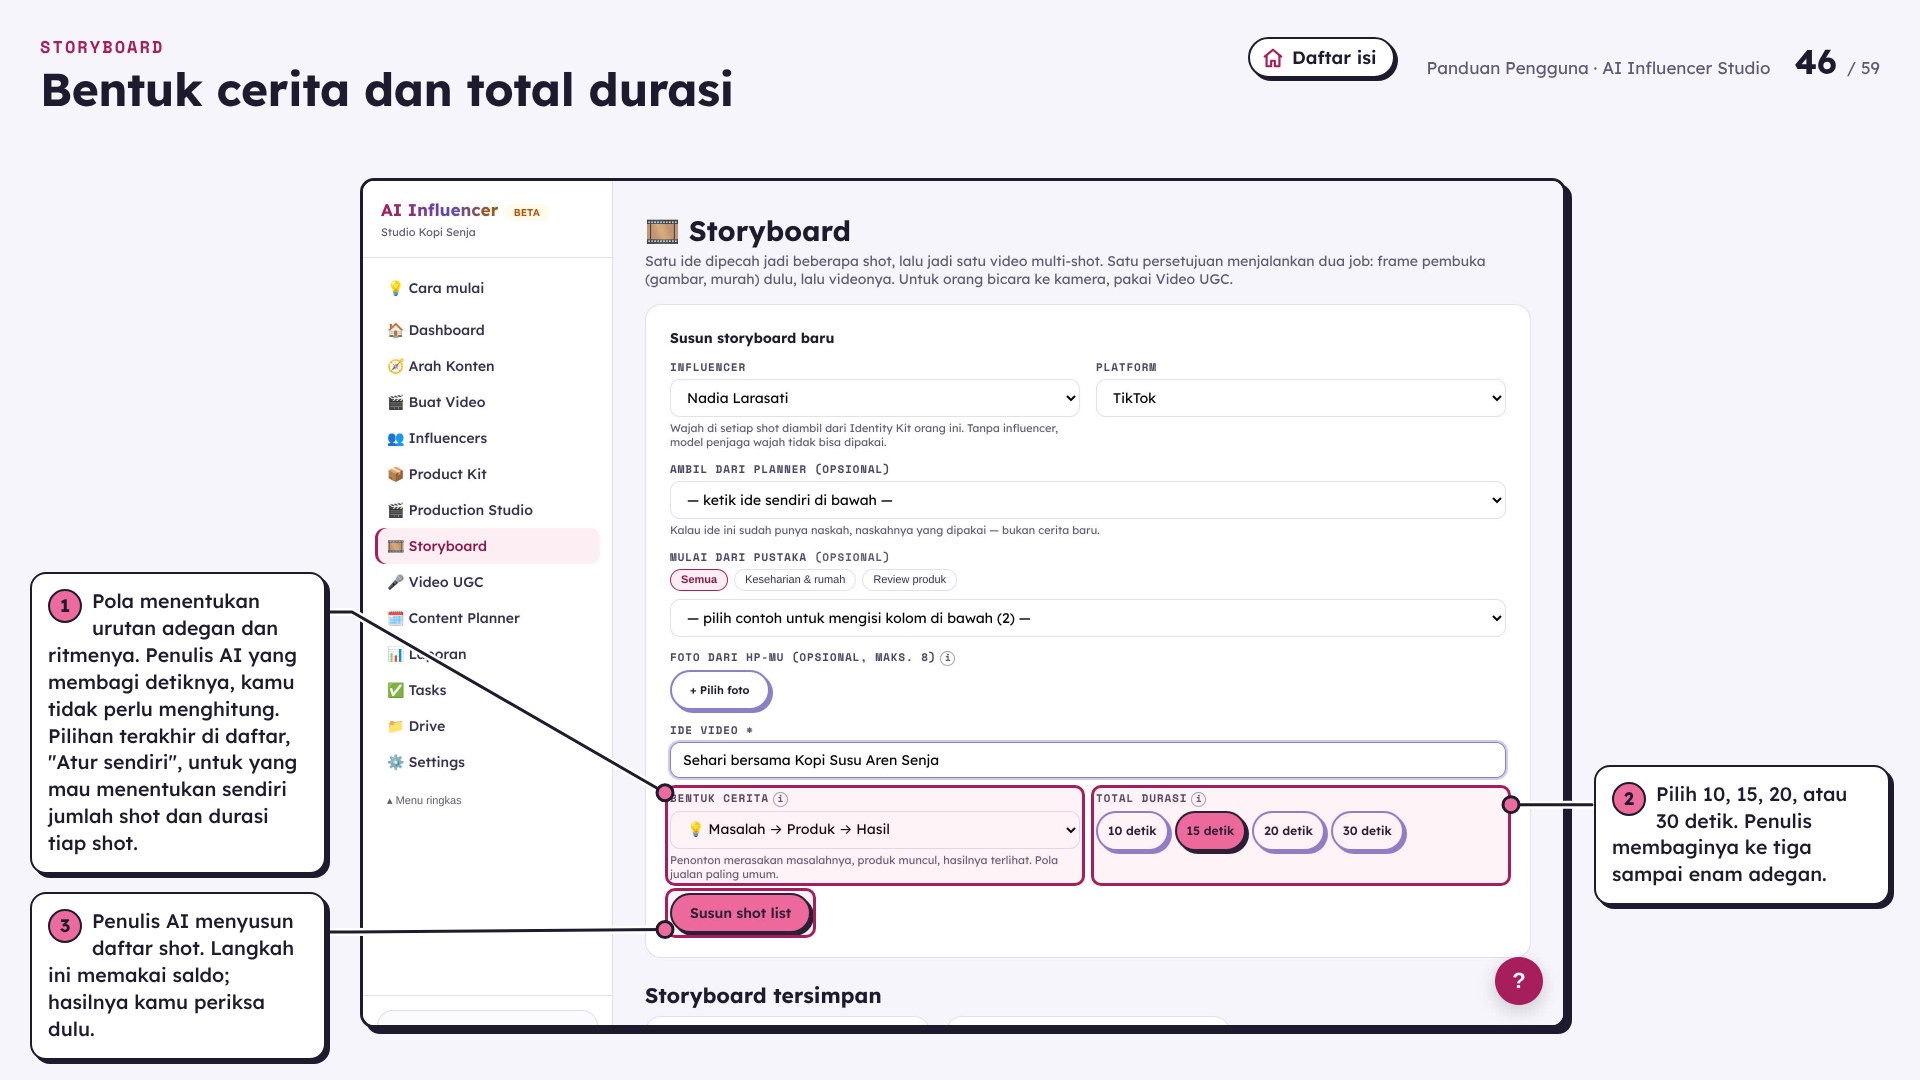 STORYBOARD
Bentuk cerita dan total durasi
Daftar isi
Panduan Pengguna · AI Influencer Studio
46 / 59
AI Influencer BETA
Studio Kopi Senja
Cara mulai
Dashboard
Arah Konten
Buat Video
Influencers
Product Kit
Production Studio
Storyboard
Video UGC
Content Planner
Laporan
Tasks
Drive
Settings
▴ Menu ringkas
Storyboard
Satu ide dipecah jadi beberapa shot, lalu jadi satu video multi-shot. Satu persetujuan menjalankan dua job: frame pembuka
(gambar, murah) dulu, lalu videonya. Untuk orang bicara ke kamera, pakai Video UGC.
Susun storyboard baru
INFLUENCER
Nadia Larasati
Wajah di setiap shot diambil dari Identity Kit orang ini. Tanpa influencer,
model penjaga wajah tidak bisa dipakai.
PLATFORM
TikTok
AMBIL DARI PLANNER (OPSIONAL)
— ketik ide sendiri di bawah —
Kalau ide ini sudah punya naskah, naskahnya yang dipakai — bukan cerita baru.
MULAI DARI PUSTAKA (OPSIONAL)
Semua
Keseharian & rumah
Review produk
— pilih contoh untuk mengisi kolom di bawah (2) —
FOTO DARI HP-MU (OPSIONAL, MAKS. 8) i
+ Pilih foto
IDE VIDEO *
Sehari bersama Kopi Susu Aren Senja
BENTUK CERITA i
Masalah → Produk → Hasil
Penonton merasakan masalahnya, produk muncul, hasilnya terlihat. Pola
jualan paling umum.
TOTAL DURASI i
10 detik
15 detik
20 detik
30 detik
Susun shot list
Storyboard tersimpan
?
1 Pola menentukan
urutan adegan dan
ritmenya. Penulis AI yang
membagi detiknya, kamu
tidak perlu menghitung.
Pilihan terakhir di daftar,
"Atur sendiri", untuk yang
mau menentukan sendiri
jumlah shot dan durasi
tiap shot.
2 Pilih 10, 15, 20, atau
30 detik. Penulis
membaginya ke tiga
sampai enam adegan.
3 Penulis AI menyusun
daftar shot. Langkah
ini memakai saldo;
hasilnya kamu periksa
dulu.